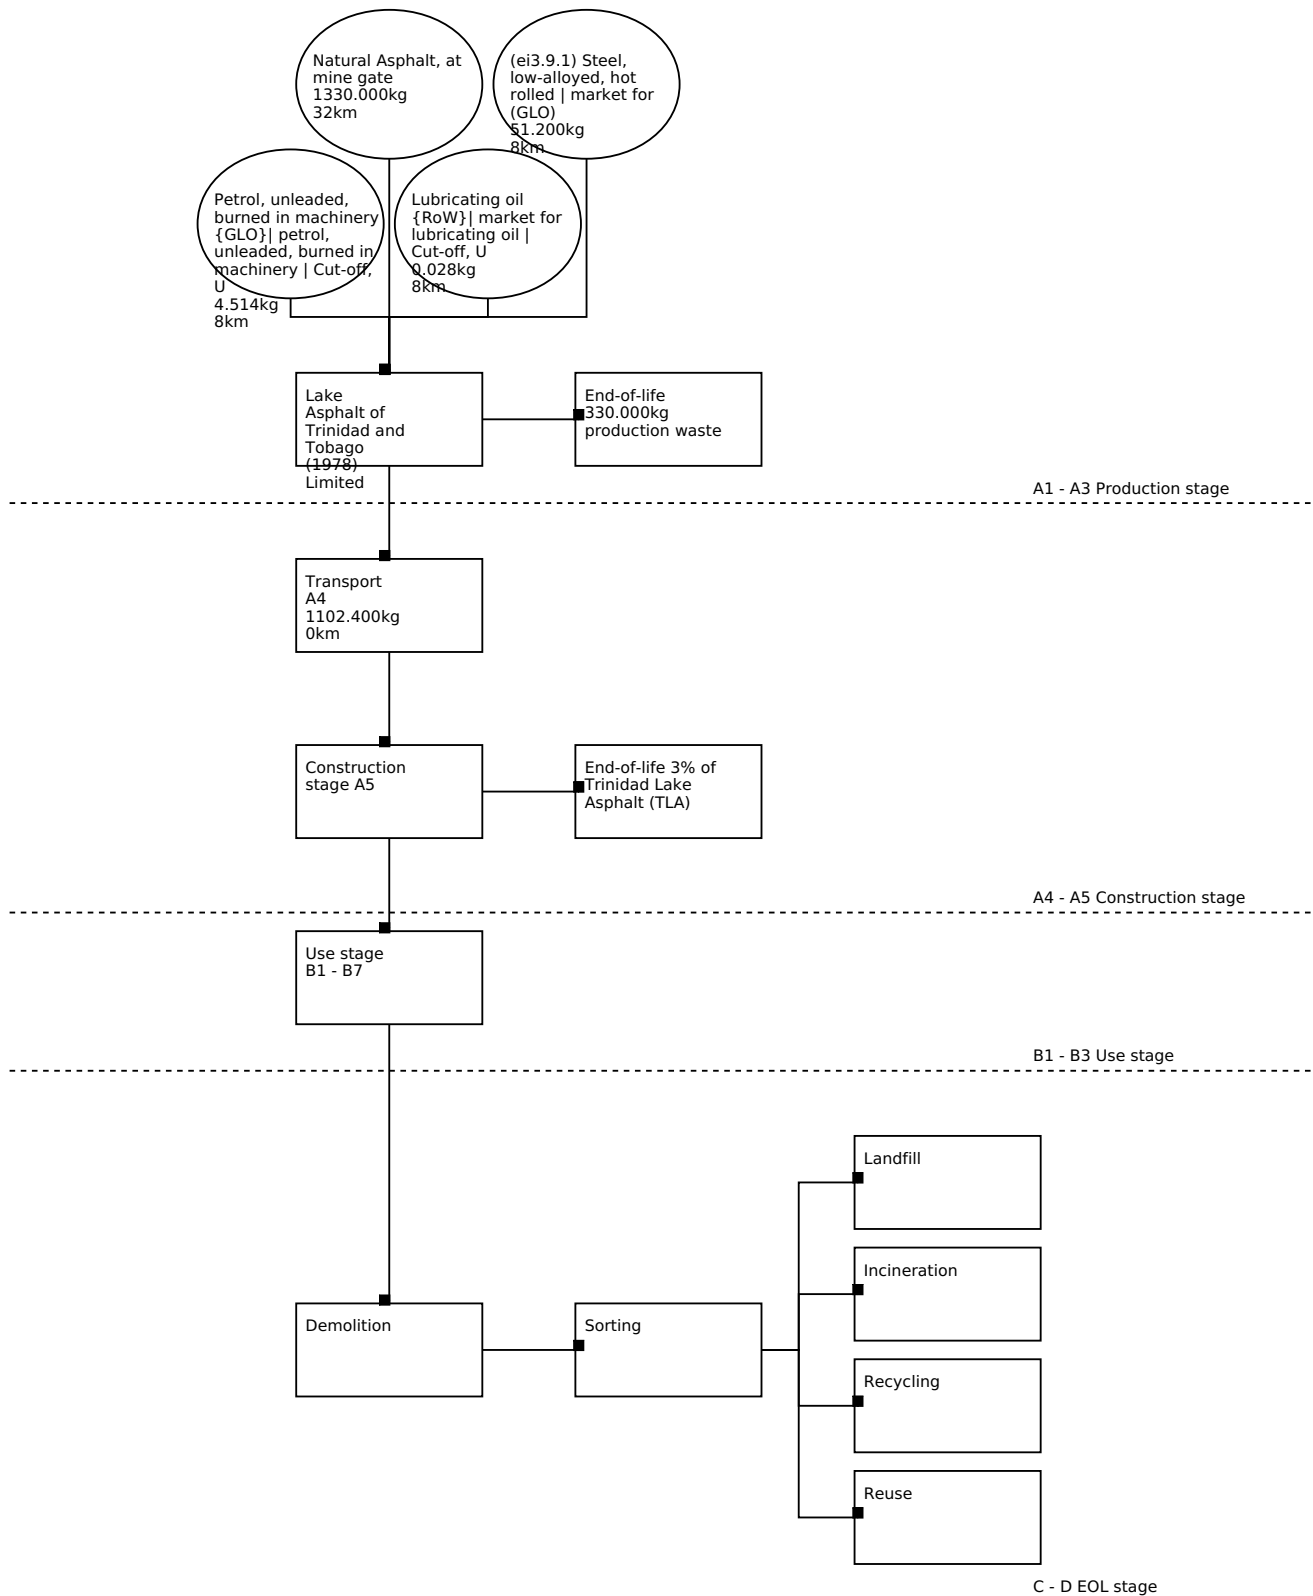 Natural Asphalt, at
mine gate
1330.000kg
32km
(ei3.9.1) Steel,
low-alloyed, hot
rolled | market for
(GLO)
51.200kg
8km
Petrol, unleaded,
burned in machinery
{GLO}| petrol,
unleaded, burned in
machinery | Cut-off,
U
4.514kg
8km
Lubricating oil
{RoW}| market for
lubricating oil |
Cut-off, U
0.028kg
8km
Lake
Asphalt of
Trinidad and
Tobago
(1978)
Limited
End-of-life
330.000kg
production waste
A1 - A3 Production stage
Transport
A4
1102.400kg
0km
Construction
stage A5
End-of-life 3% of
Trinidad Lake
Asphalt (TLA)
A4 - A5 Construction stage
Use stage
B1 - B7
B1 - B3 Use stage
Demolition
Sorting
Landfill
Incineration
Recycling
Reuse
C - D EOL stage